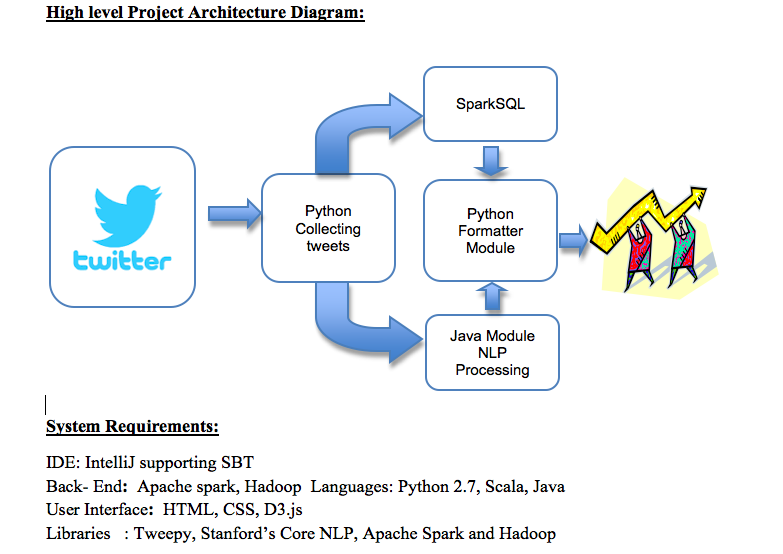 High level Project Architecture Diagram:
SparkSQL
twitter
Python
Collecting
tweets
Python
Formatter
Module
Java Module
NLP
Processing
System Requirements:
IDE: IntelliJ supporting SBT
Back- End:  Apache spark, Hadoop  Languages: Python 2.7, Scala, Java
User Interface:  HTML, CSS, D3.js
Libraries   : Tweepy, Stanford’s Core NLP, Apache Spark and Hadoop